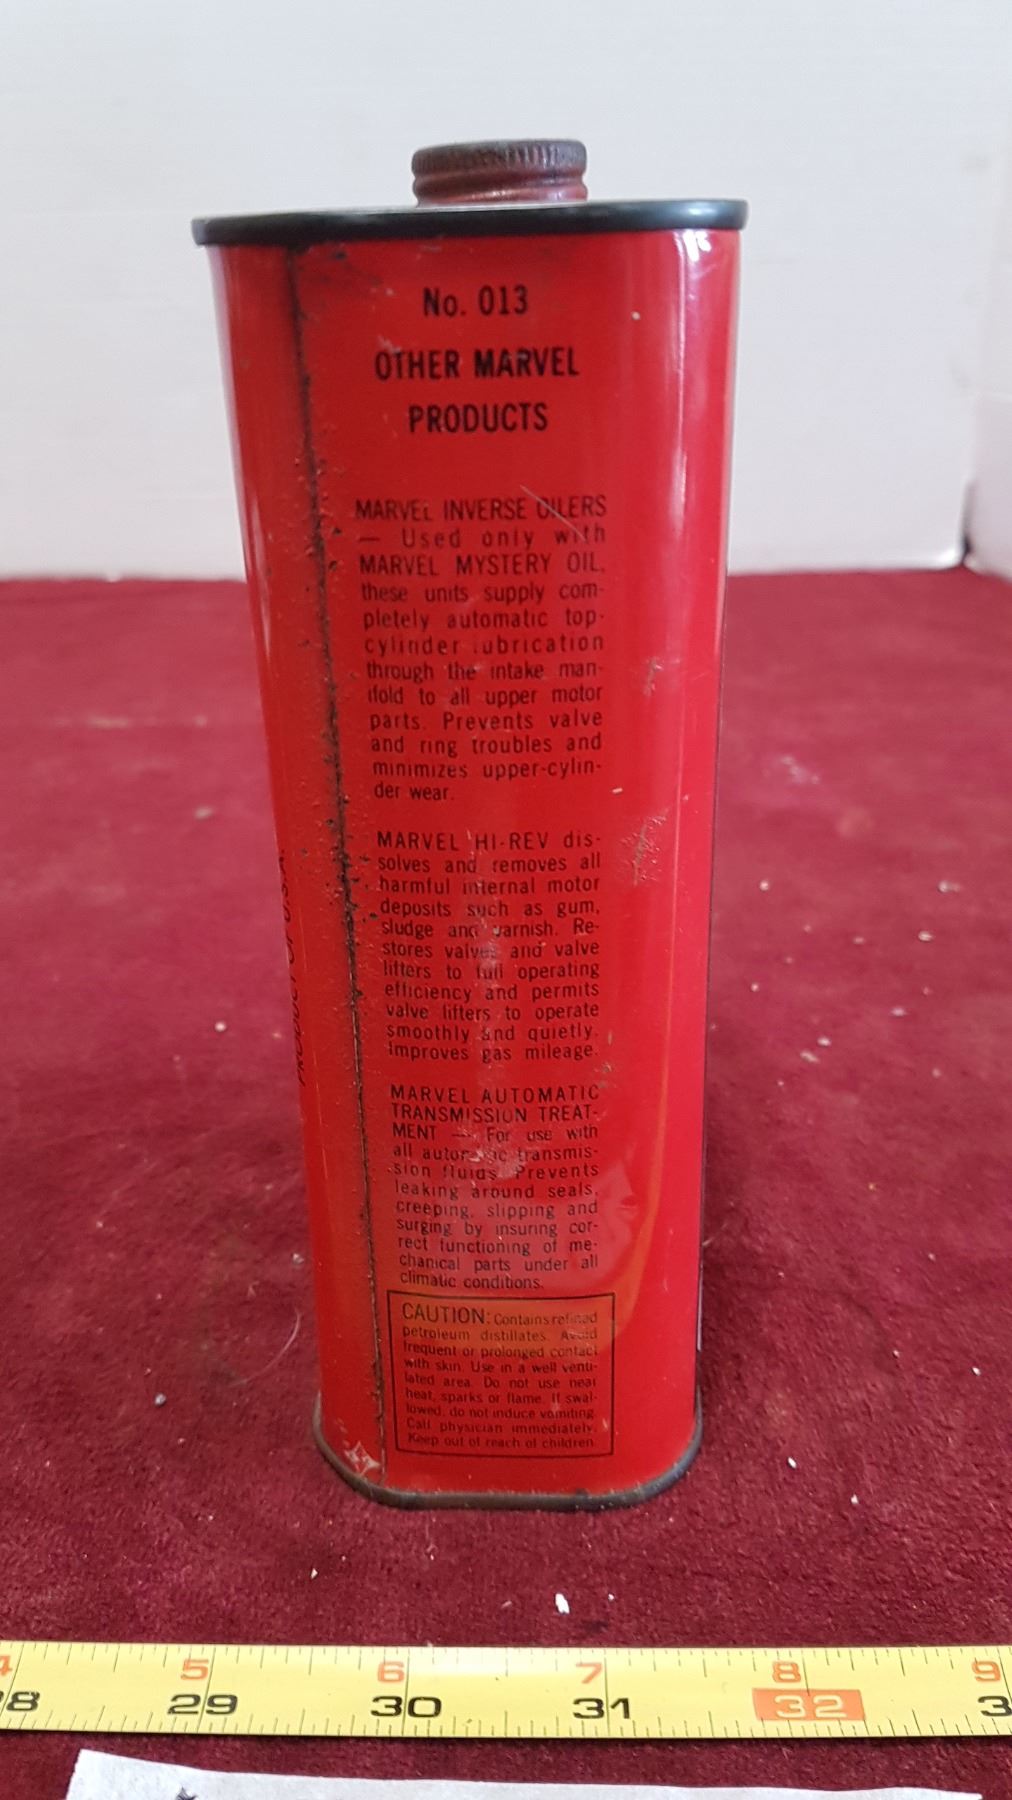 No. 013
OTHER MARVEL
PRODUCTS
MARVEL INVERSE OILERS
— Used only with
MARVEL MYSTERY OIL,
these units supply com-
pletely automatic top-
cylinder lubrication
through the intake man-
ifold to all upper motor
parts. Prevents valve
and ring troubles and
minimizes upper-cylin-
der wear.
MARVEL HI-REV dis-
solves and removes all
harmful internal motor
deposits such as gum,
sludge and varnish. Re-
stores valves and valve
lifters to full operating
efficiency and permits
valve lifters to operate
smoothly and quietly.
Improves gas mileage.
MARVEL AUTOMATIC
TRANSMISSION TREAT-
MENT — For use with
all automatic transmis-
sion fluids. Prevents
leaking around seals,
creeping, slipping and
surging by insuring cor-
rect functioning of me-
chanical parts under all
climatic conditions.
CAUTION: Contains refined
petroleum distillates. Avoid
frequent or prolonged contact
with skin. Use in a well venti-
lated area. Do not use near
heat, sparks or flame. If swal-
lowed, do not induce vomiting.
Call physician immediately.
Keep out of reach of children.
PRODUCT OF U.S.A.
4 5 6 7 8 9
28 29 30 31 32 3